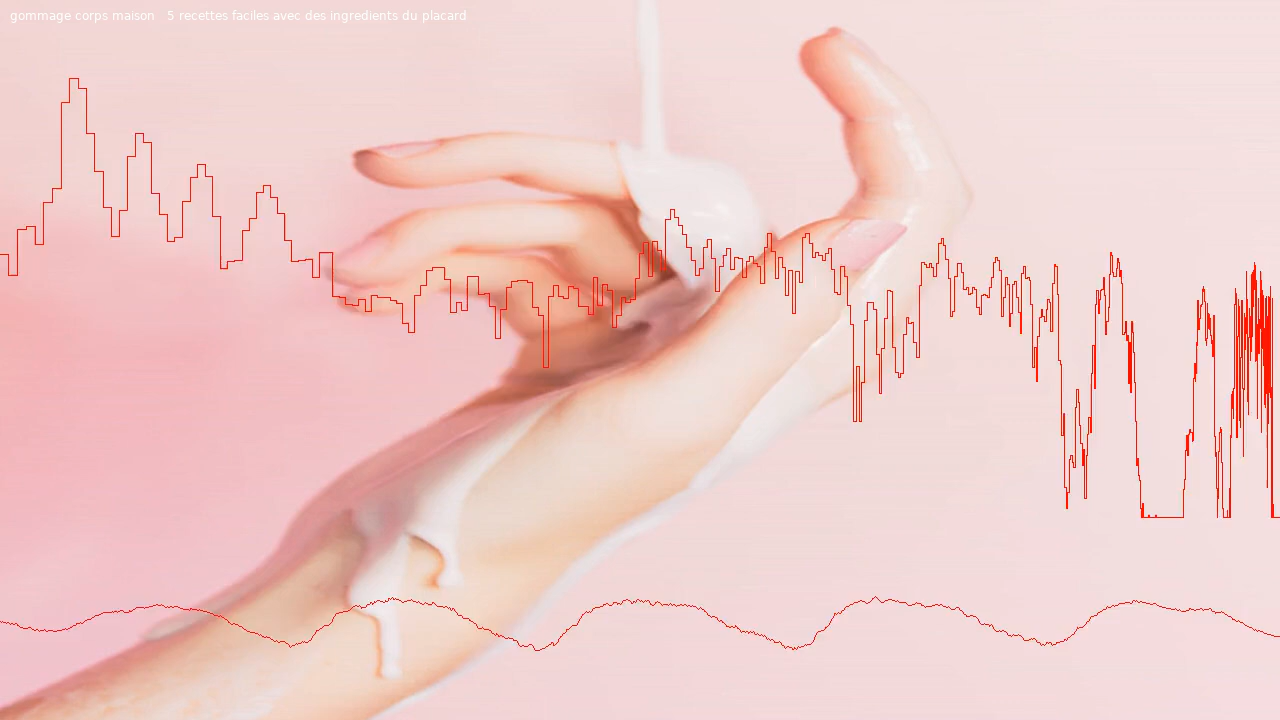 gommage corps maison   5 recettes faciles avec des ingredients du placard